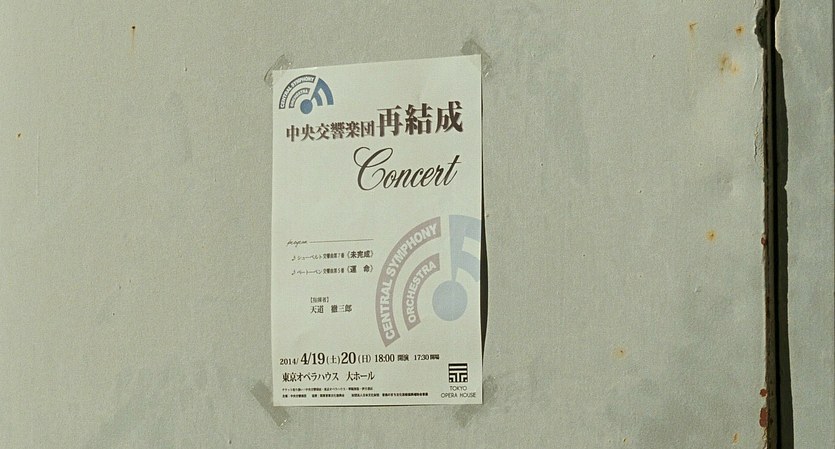 CENTRAL SYMPHONY
ORCHESTRA
中央交響楽団再結成
Concert
program
♪シューベルト 交響曲第7番《未完成》
♪ベートーベン 交響曲第5番《運 命》
CENTRAL SYMPHONY
ORCHESTRA
【指揮者】
天道 徹三郎
2014/ 4/19(土)20(日) 18:00 開演 17:30 開場
東京オペラハウス 大ホール
TOKYO
OPERA HOUSE